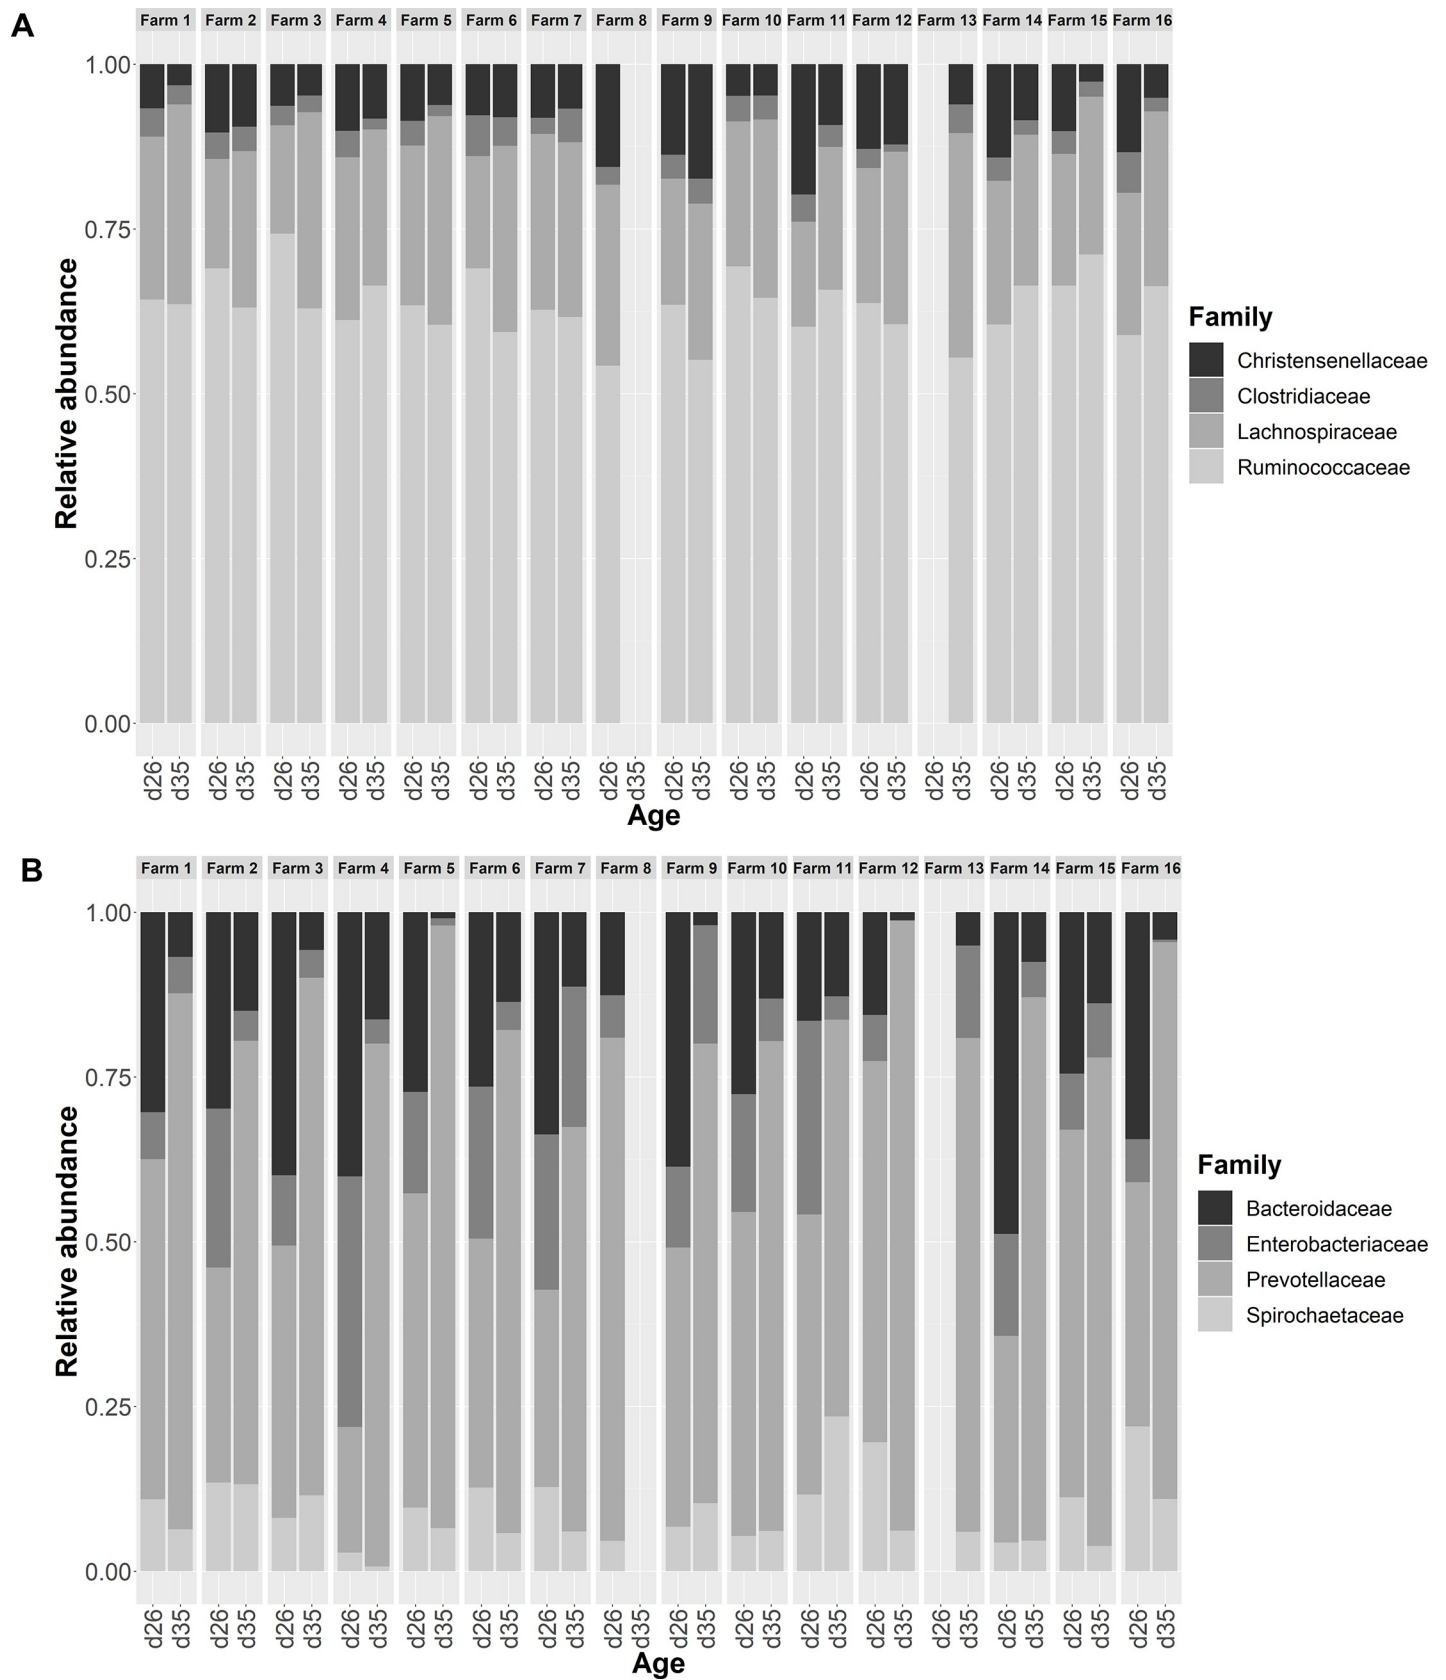 A
Farm 1 Farm 2 Farm 3 Farm 4 Farm 5 Farm 6 Farm 7 Farm 8 Farm 9 Farm 10 Farm 11 Farm 12 Farm 13 Farm 14 Farm 15 Farm 16
1.00
0.75
0.50
0.25
0.00
Relative abundance
d26 d35 d26 d35 d26 d35 d26 d35 d26 d35 d26 d35 d26 d35 d26 d35 d26 d35 d26 d35 d26 d35 d26 d35 d26 d35 d26 d35 d26 d35 d26 d35
Age
Family
Christensenellaceae
Clostridiaceae
Lachnospiraceae
Ruminococcaceae
B
Farm 1 Farm 2 Farm 3 Farm 4 Farm 5 Farm 6 Farm 7 Farm 8 Farm 9 Farm 10 Farm 11 Farm 12 Farm 13 Farm 14 Farm 15 Farm 16
1.00
0.75
0.50
0.25
0.00
Relative abundance
d26 d35 d26 d35 d26 d35 d26 d35 d26 d35 d26 d35 d26 d35 d26 d35 d26 d35 d26 d35 d26 d35 d26 d35 d26 d35 d26 d35 d26 d35 d26 d35
Age
Family
Bacteroidaceae
Enterobacteriaceae
Prevotellaceae
Spirochaetaceae